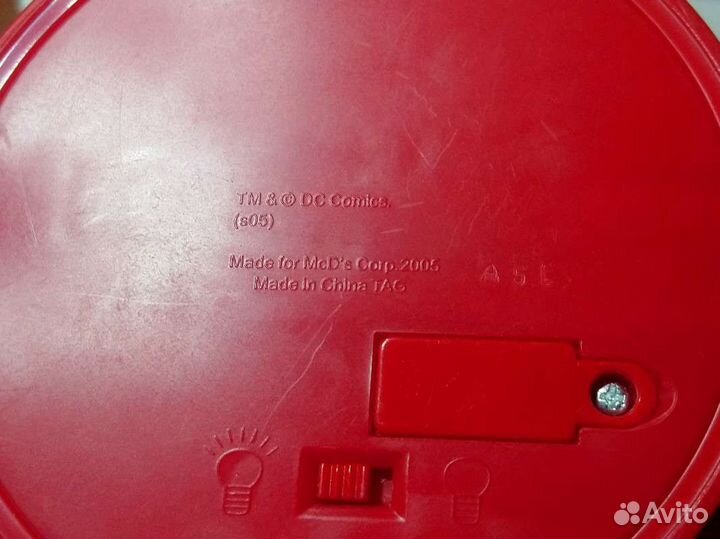 TM & © DC Comics.
(s05)
Made for McD's Corp. 2005
Made in China TAG
A 5 L
Avito